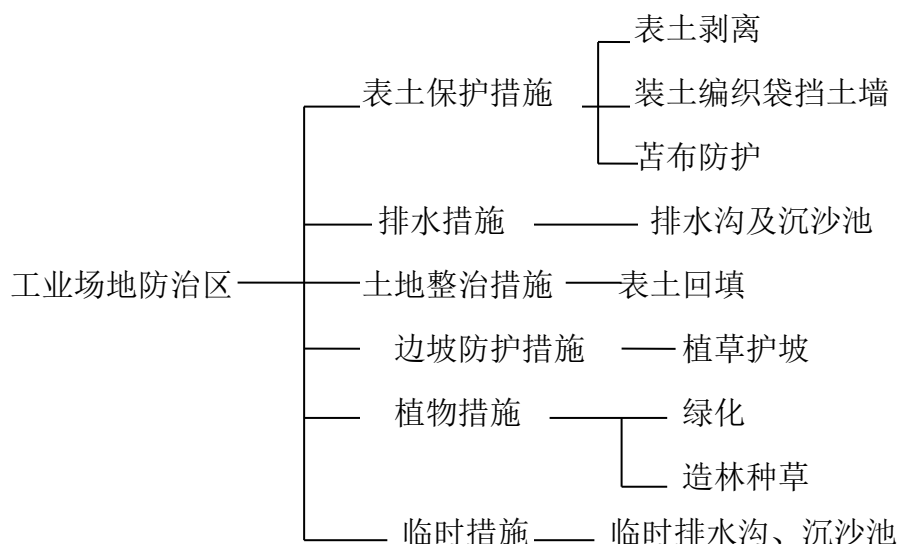 表土剥离
表土保护措施
装土编织袋挡土墙
苫布防护
排水措施
排水沟及沉沙池
工业场地防治区
土地整治措施
表土回填
边坡防护措施
植草护坡
植物措施
绿化
造林种草
临时措施
临时排水沟、沉沙池